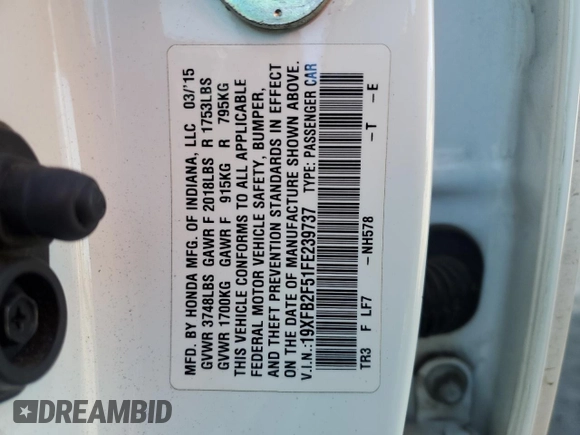 MFD. BY HONDA MFG. OF INDIANA, LLC 03/'15
GVWR 3748LBS GAWR F 2018LBS R 1753LBS
GVWR 1700KG GAWR F 915KG R 795KG
THIS VEHICLE CONFORMS TO ALL APPLICABLE
FEDERAL MOTOR VEHICLE SAFETY, BUMPER,
AND THEFT PREVENTION STANDARDS IN EFFECT
ON THE DATE OF MANUFACTURE SHOWN ABOVE.
V.I.N.:19XFB2F51FE239737 TYPE: PASSENGER CAR
TR3 F LF7 -NH578 -T -E
DREAMBID